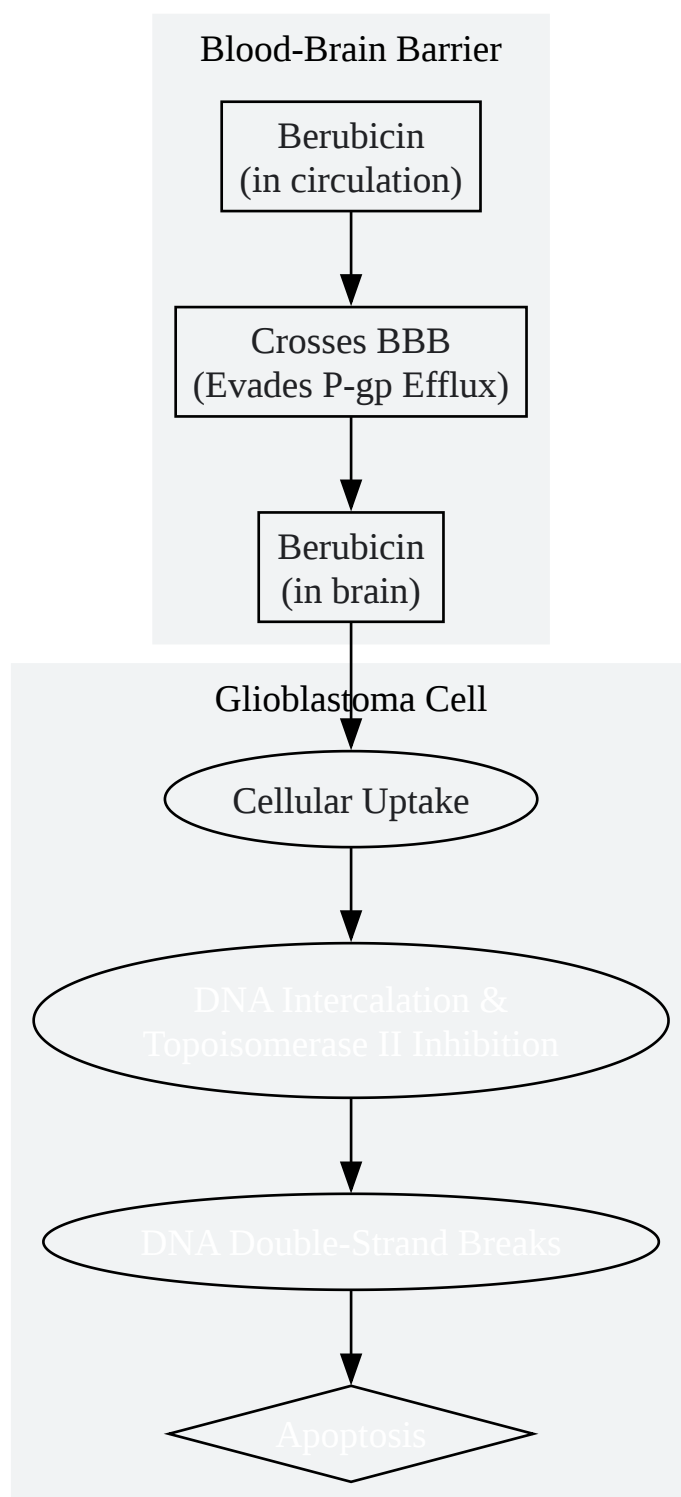 Blood-Brain Barrier
Berubicin
(in circulation)
Crosses BBB
(Evades P-gp Efflux)
Berubicin
(in brain)
Glioblastoma Cell
Cellular Uptake
DNA Intercalation &
Topoisomerase II Inhibition
DNA Double-Strand Breaks
Apoptosis